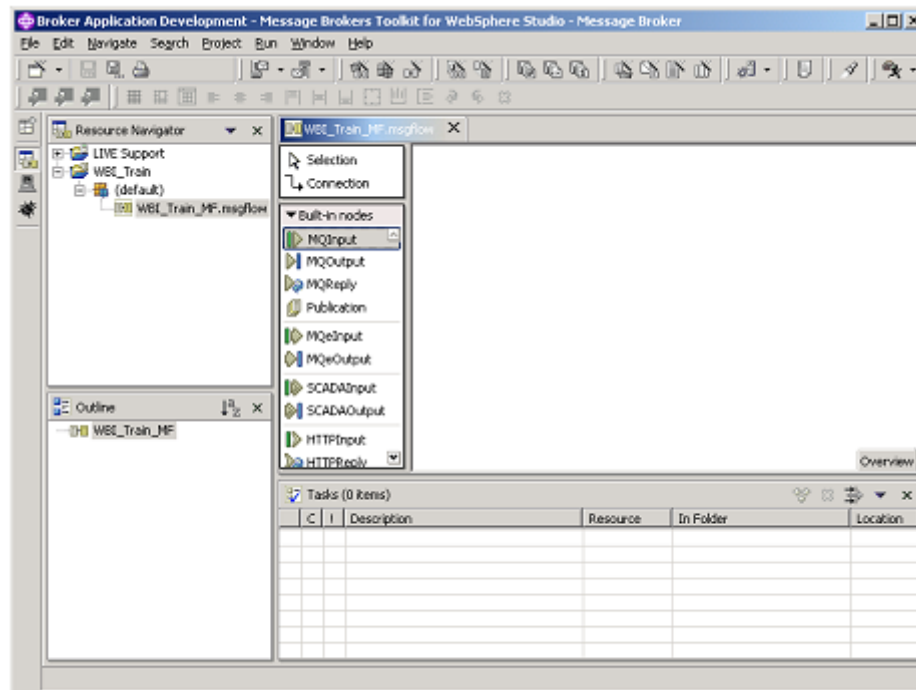 Broker Application Development - Message Brokers Toolkit for WebSphere Studio - Message Broker
File Edit Navigate Search Project Run Window Help
Resource Navigator
LIVE Support
WBI_Train
(default)
WBI_Train_MF.msgflow
WBI_Train_MF.msgflow
Selection
Connection
Built-in nodes
MQInput
MQOutput
MQReply
Publication
MQeInput
MQeOutput
SCADAInput
SCADAOutput
HTTPInput
HTTPReply
Overview
Outline
WBI_Train_MF
Tasks (0 items)
C ! Description Resource In Folder Location